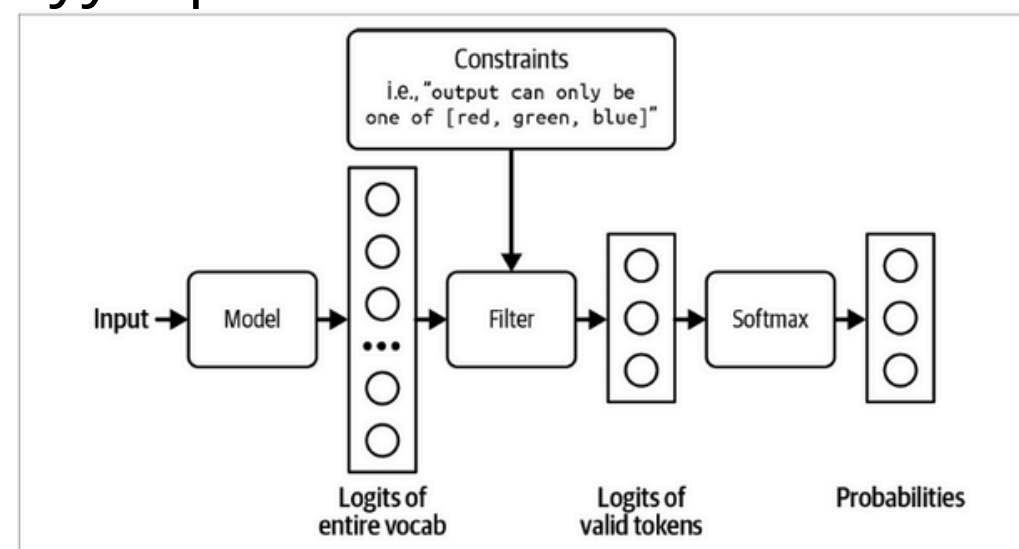 Constraints
i.e., "output can only be
one of [red, green, blue]"
Input
Model
Filter
Softmax
Logits of
entire vocab
Logits of
valid tokens
Probabilities